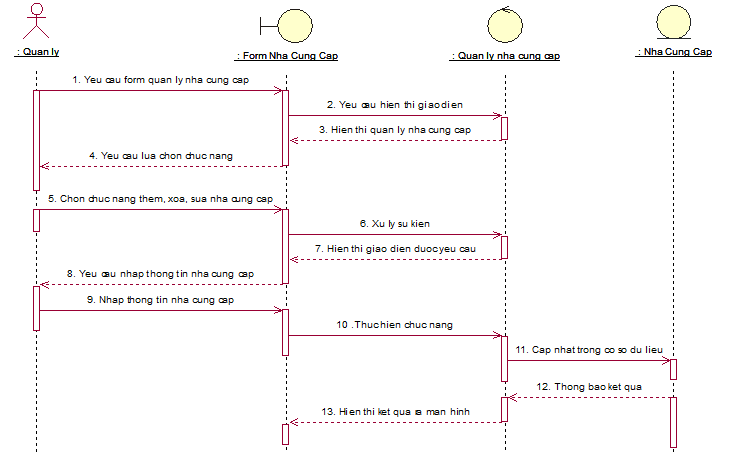 : Quan ly
: Form Nha Cung Cap
: Quan ly nha cung cap
: Nha Cung Cap
1. Yeu cau form quan ly nha cung cap
2. Yeu cau hien thi giao dien
3. Hien thi quan ly nha cung cap
4. Yeu cau lua chon chuc nang
5. Chon chuc nang them, xoa, sua nha cung cap
6. Xu ly su kien
7. Hien thi giao dien duoc yeu cau
8. Yeu cau nhap thong tin nha cung cap
9. Nhap thong tin nha cung cap
10 .Thuc hien chuc nang
11. Cap nhat trong co so du lieu
12. Thong bao ket qua
13. Hien thi ket qua ra man hinh